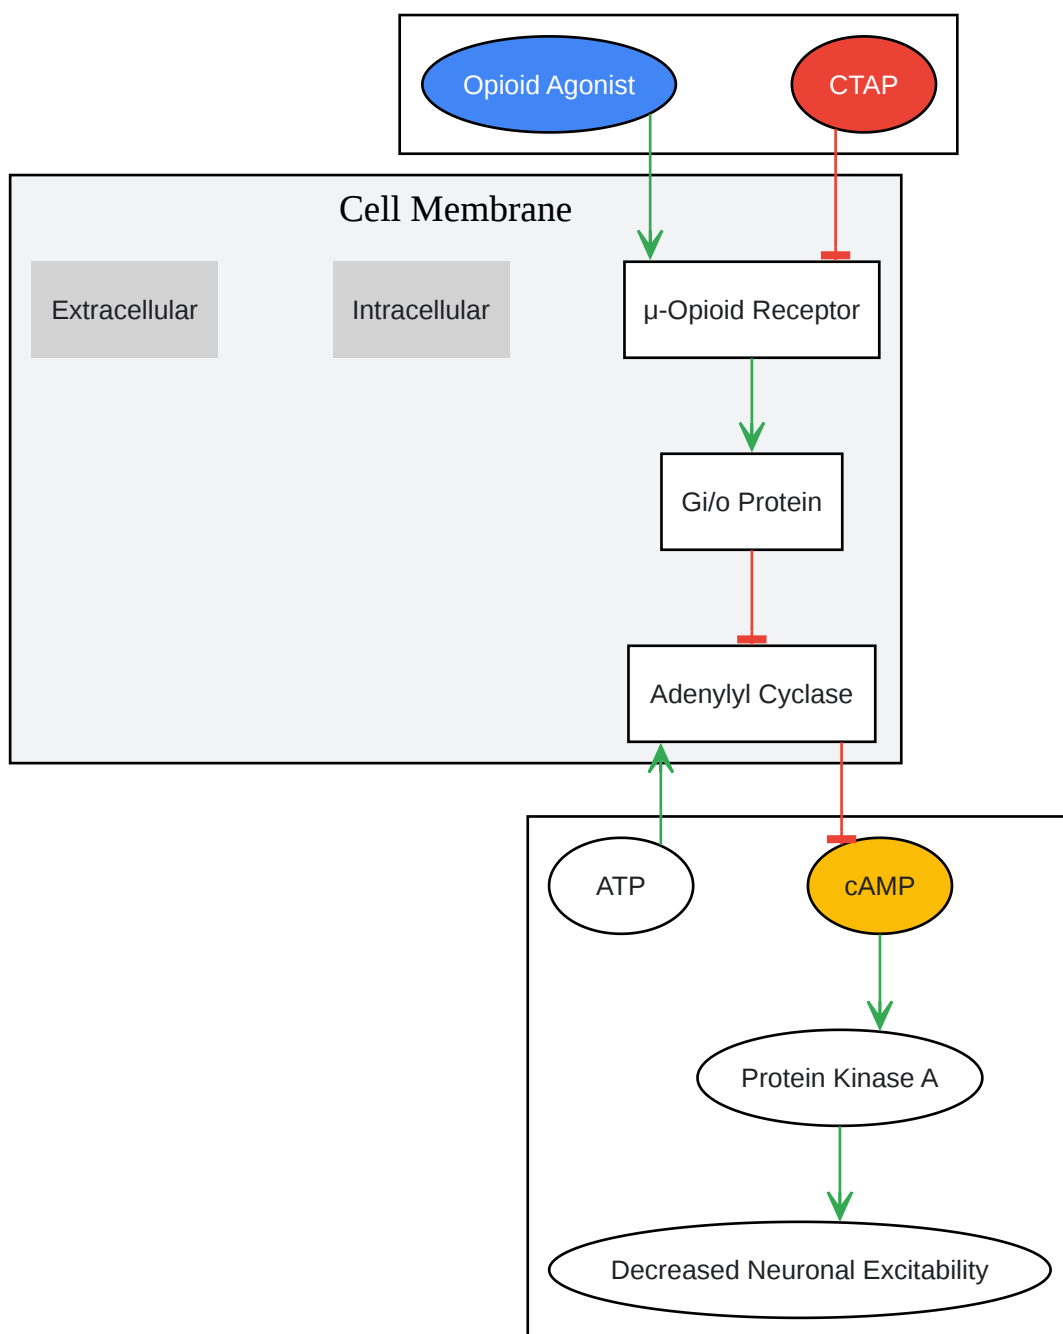 Opioid Agonist
CTAP
Cell Membrane
Extracellular
Intracellular
μ-Opioid Receptor
Gi/o Protein
Adenylyl Cyclase
ATP
cAMP
Protein Kinase A
Decreased Neuronal Excitability